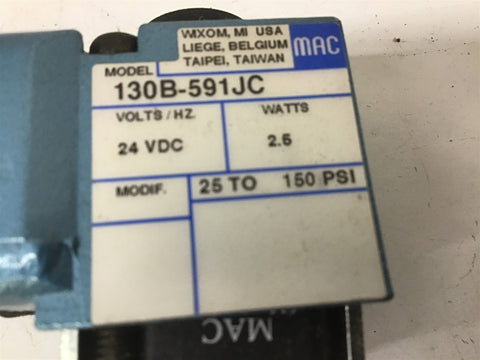 WIXOM, MI USA
LIEGE, BELGIUM
TAIPEI, TAIWAN
MAC
MODEL
130B-591JC
VOLTS/HZ.
WATTS
24 VDC
2.5
MODIF.
25 TO 150 PSI
MAC